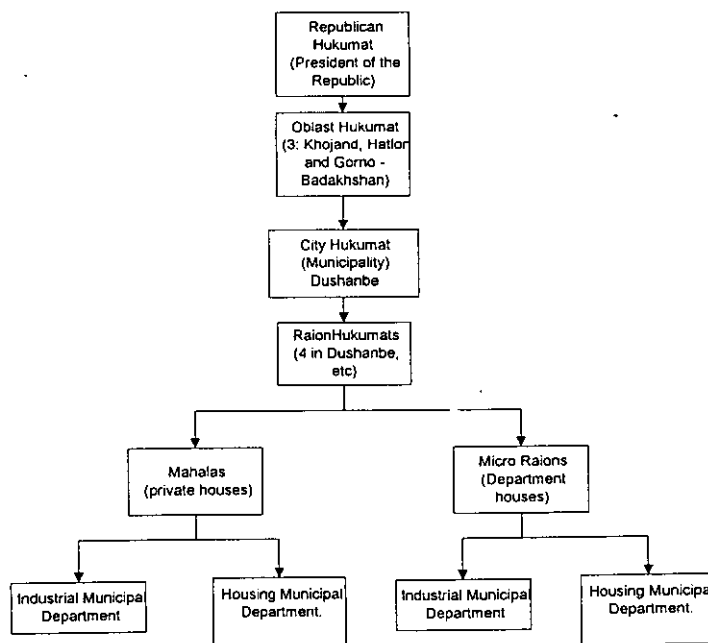 Republican
Hukumat
(President of the
Republic)
Oblast Hukumat
(3: Khojand, Hatlon
and Gorno -
Badakhshan)
City Hukumat
(Municipality)
Dushanbe
RaionHukumats
(4 in Dushanbe,
etc)
Mahalas
(private houses)
Micro Raions
(Department
houses)
Industrial Municipal
Department
Housing Municipal
Department.
Industrial Municipal
Department
Housing Municipal
Department.